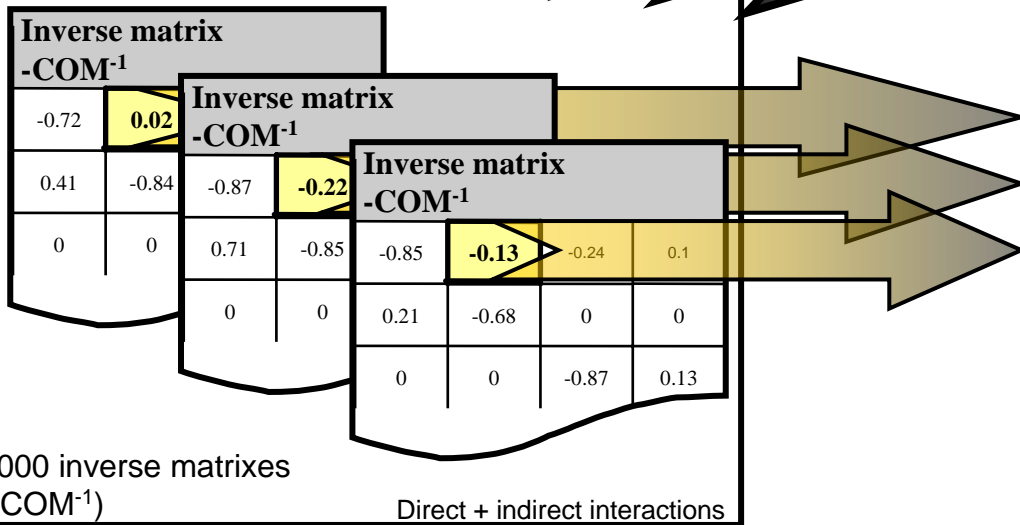 Inverse matrix
-COM⁻¹
-0.72 0.02
0.41 -0.84
0 0
Inverse matrix
-COM⁻¹
-0.87 -0.22
0.71 -0.85
0 0
Inverse matrix
-COM⁻¹
-0.85 -0.13 -0.24 0.1
0.21 -0.68 0 0
0 0 -0.87 0.13
000 inverse matrixes
COM⁻¹)
Direct + indirect interactions